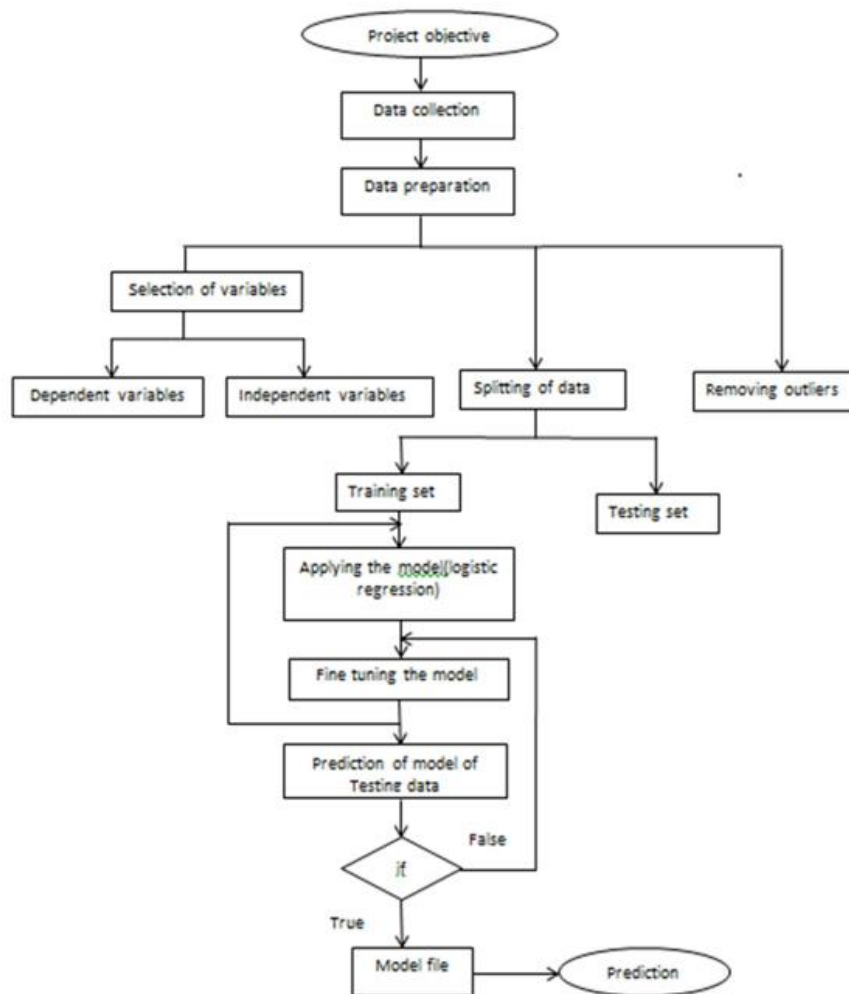 Project objective
Data collection
Data preparation
Selection of variables
Dependent variables
Independent variables
Splitting of data
Removing outliers
Training set
Testing set
Applying the model(logistic
regression)
Fine tuning the model
Prediction of model of
Testing data
False
if
True
Model file
Prediction